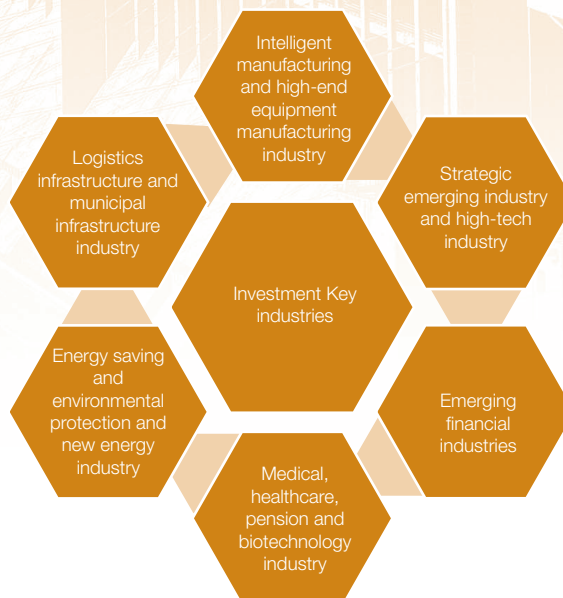 Intelligent
manufacturing
and high-end
equipment
manufacturing
industry
Logistics
infrastructure and
municipal
infrastructure
industry
Strategic
emerging industry
and high-tech
industry
Investment Key
industries
Energy saving
and
environmental
protection and
new energy
industry
Emerging
financial
industries
Medical,
healthcare,
pension and
biotechnology
industry